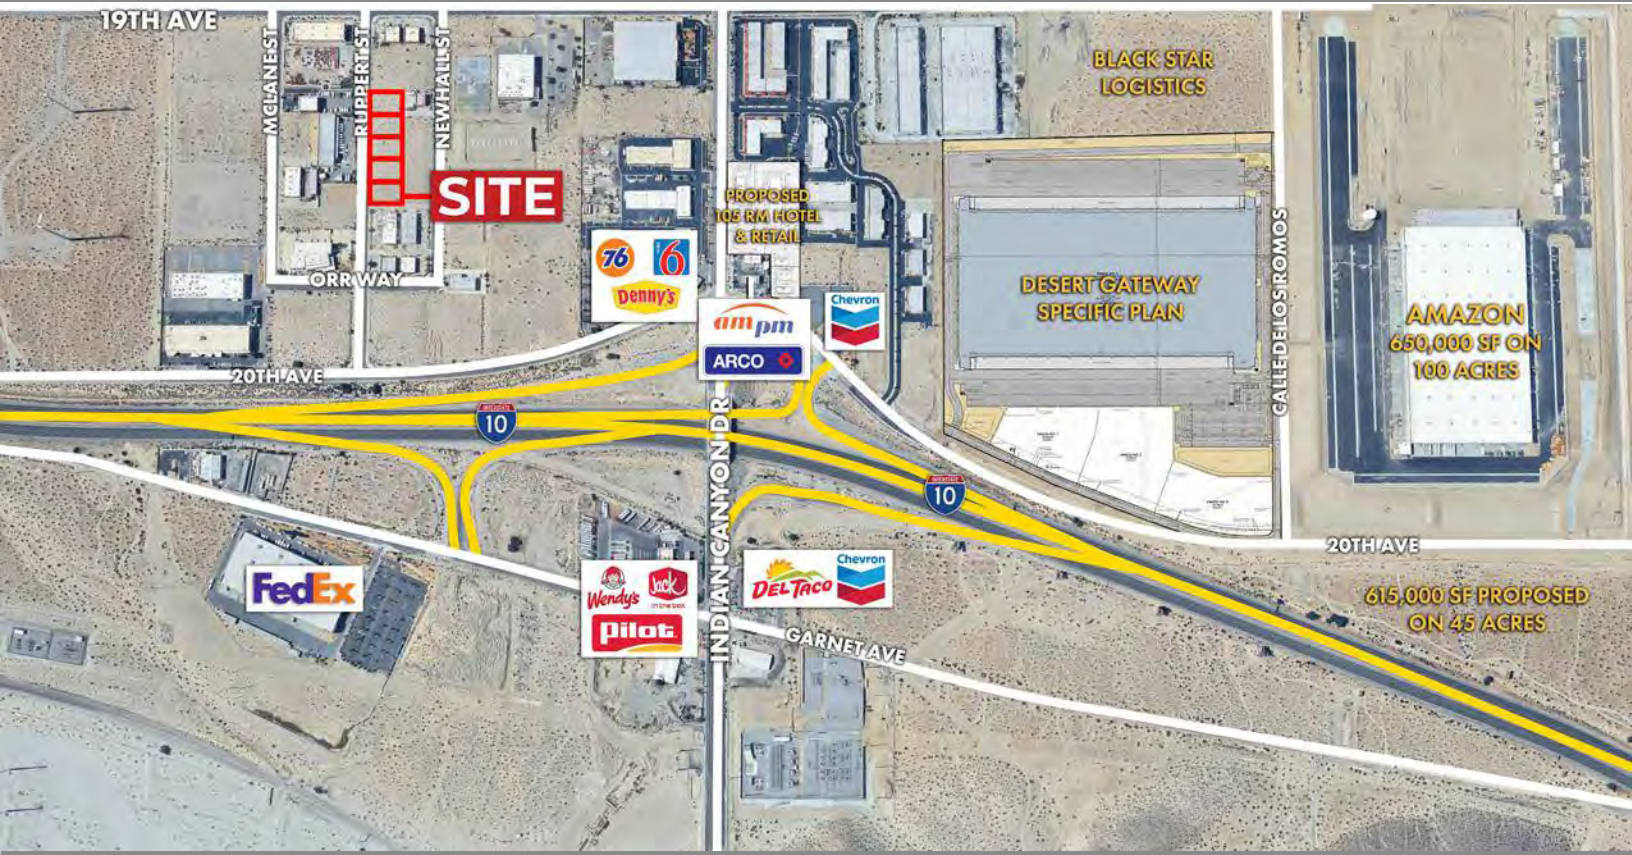 19TH AVE
MCLANE ST
RUPPERT ST
NEWHALL ST
SITE
ORR WAY
20TH AVE
76
6
Denny's
PROPOSED
105 RM HOTEL
& RETAIL
ampm
ARCO
Chevron
BLACK STAR
LOGISTICS
DESERT GATEWAY
SPECIFIC PLAN
CALLE DE LOS ROMOS
AMAZON
650,000 SF ON
100 ACRES
INTERSTATE
10
INTERSTATE
10
INDIAN CANYON DR
20TH AVE
615,000 SF PROPOSED
ON 45 ACRES
FedEx
Wendy's
Jack
in the box
PILOT
DEL TACO
Chevron
GARNET AVE